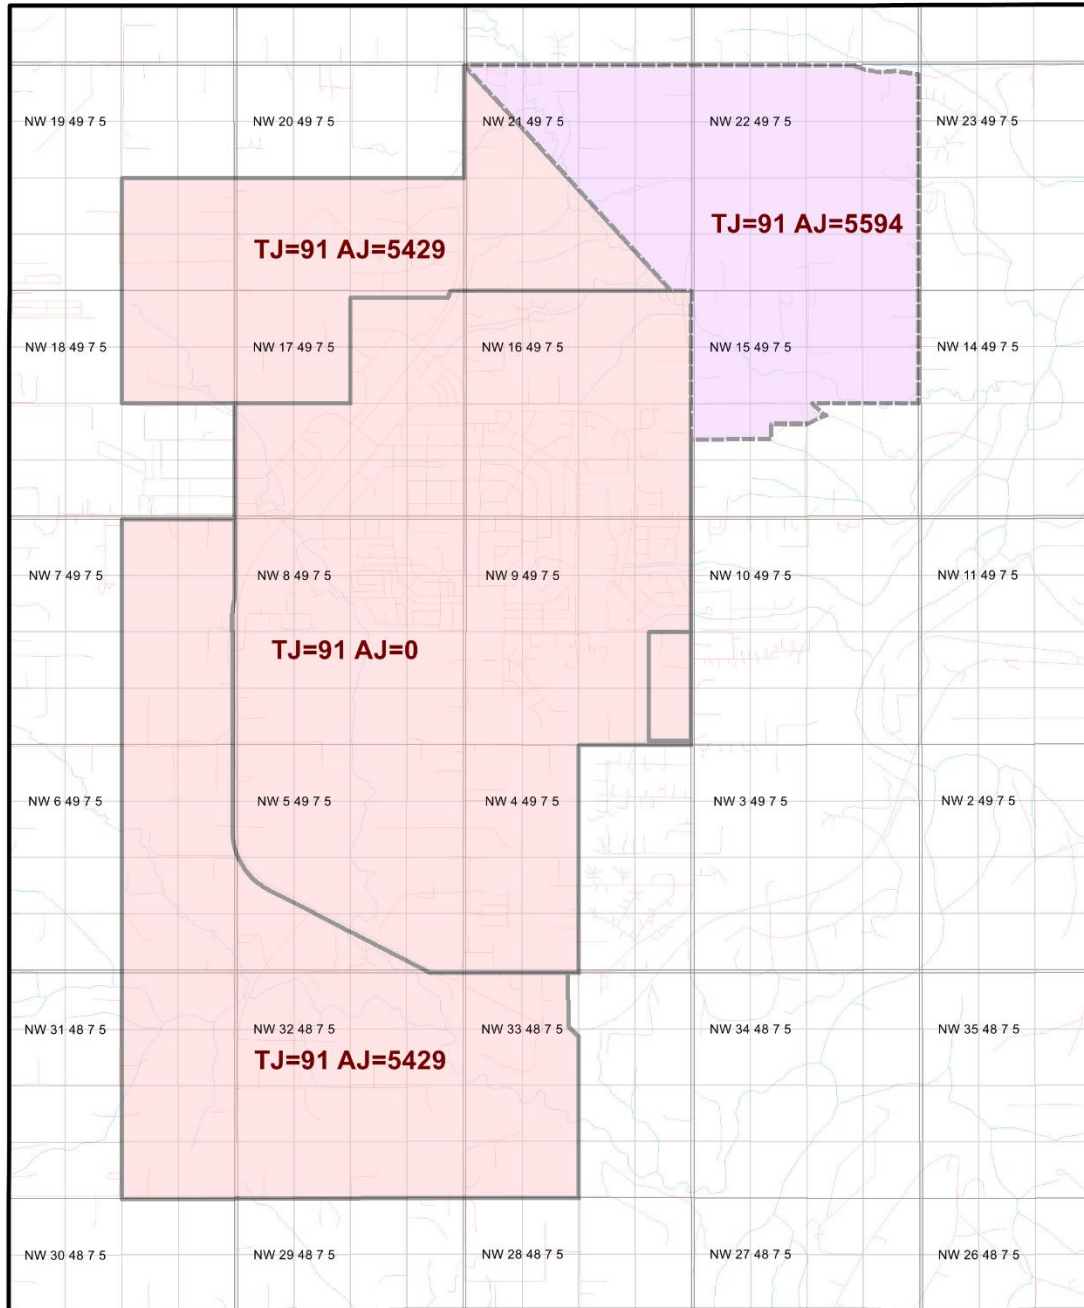 NW 19 49 7 5
NW 20 49 7 5
NW 21 49 7 5
NW 22 49 7 5
NW 23 49 7 5
TJ=91 AJ=5594
TJ=91 AJ=5429
NW 18 49 7 5
NW 17 49 7 5
NW 16 49 7 5
NW 15 49 7 5
NW 14 49 7 5
NW 7 49 7 5
NW 8 49 7 5
NW 9 49 7 5
NW 10 49 7 5
NW 11 49 7 5
TJ=91 AJ=0
NW 6 49 7 5
NW 5 49 7 5
NW 4 49 7 5
NW 3 49 7 5
NW 2 49 7 5
NW 31 48 7 5
NW 32 48 7 5
NW 33 48 7 5
NW 34 48 7 5
NW 35 48 7 5
TJ=91 AJ=5429
NW 30 48 7 5
NW 29 48 7 5
NW 28 48 7 5
NW 27 48 7 5
NW 26 48 7 5